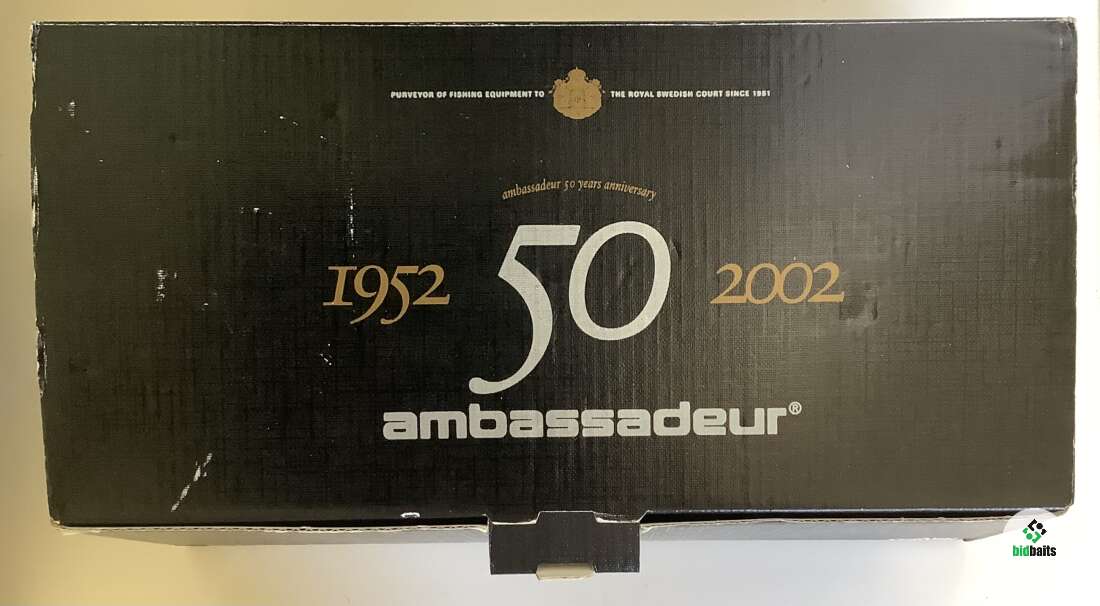 PURVEYOR OF FISHING EQUIPMENT TO THE ROYAL SWEDISH COURT SINCE 1951
ambassadeur 50 years anniversary
1952 50 2002
ambassadeur®
bidbaits